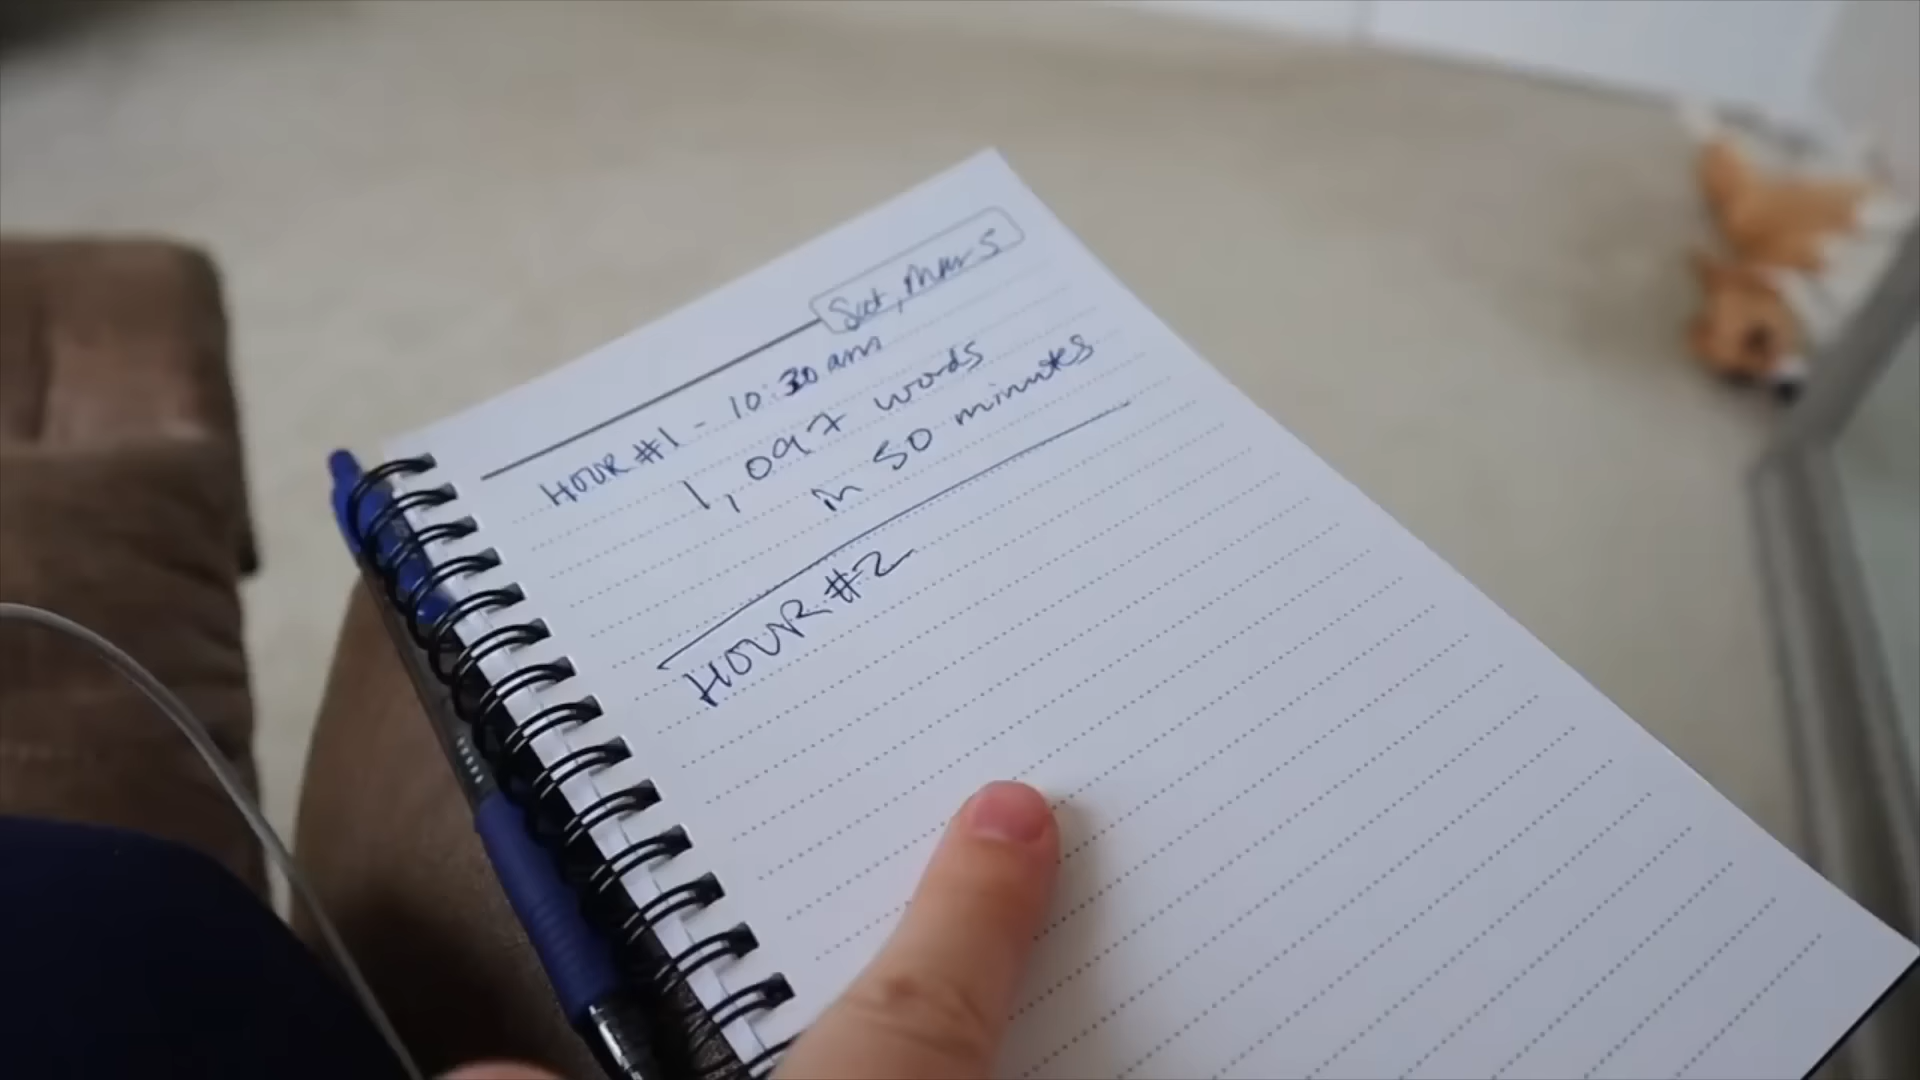 Sat, Mar 5
HOUR #1 - 10:30 am
1,097 words
in 50 minutes
HOUR #2